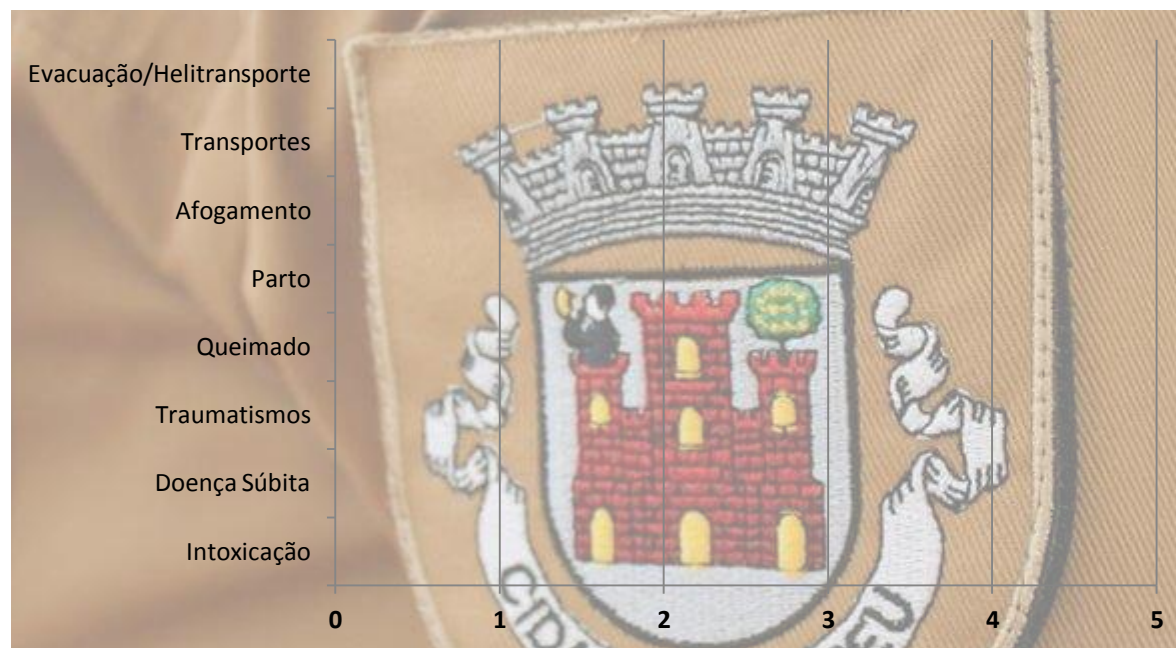 Evacuação/Helitransporte
Transportes
Afogamento
Parto
Queimado
Traumatismos
Doença Súbita
Intoxicação
0 1 2 3 4 5